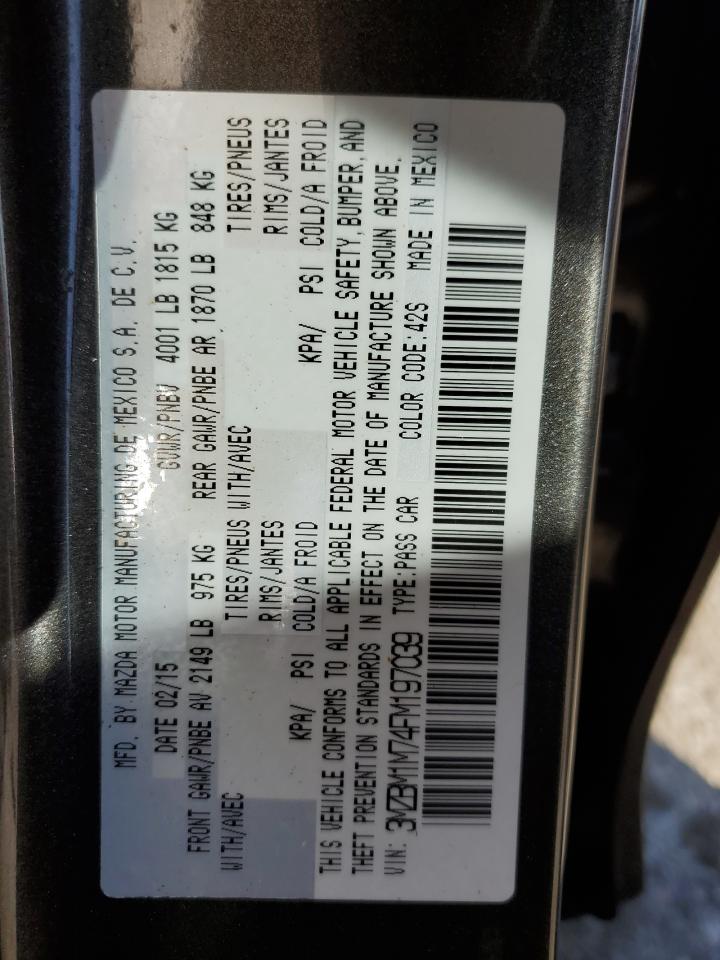 MFD. BY MAZDA MOTOR MANUFACTURING DE MEXICO S.A. DE C.V.
DATE 02/15 GVWR/PNBV 4001 LB 1815 KG
FRONT GAWR/PNBE AV 2149 LB 975 KG REAR GAWR/PNBE AR 1870 LB 848 KG
WITH/AVEC TIRES/PNEUS WITH/AVEC TIRES/PNEUS
RIMS/JANTES RIMS/JANTES
KPA/ PSI COLD/A FROID KPA/ PSI COLD/A FROID
THIS VEHICLE CONFORMS TO ALL APPLICABLE FEDERAL MOTOR VEHICLE SAFETY, BUMPER, AND
THEFT PREVENTION STANDARDS IN EFFECT ON THE DATE OF MANUFACTURE SHOWN ABOVE.
VIN: 3MZBM1M74FM197039 TYPE:PASS CAR COLOR CODE:42S MADE IN MEXICO